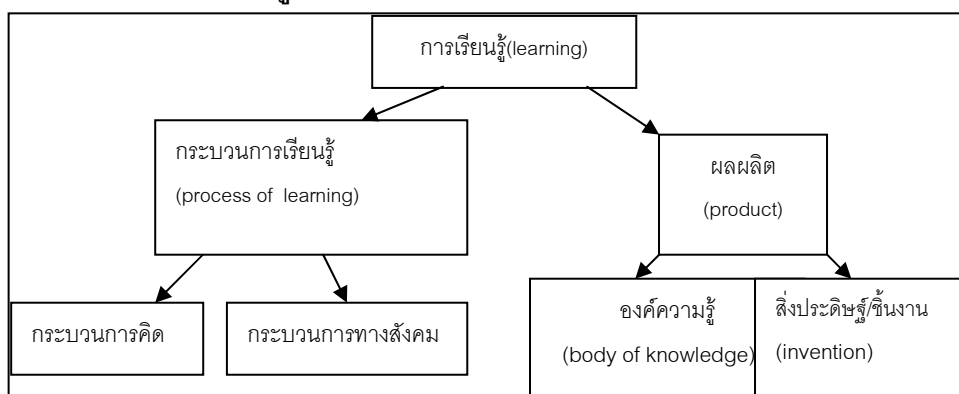 การเรียนรู้(learning)
กระบวนการเรียนรู้
(process of learning)
ผลผลิต
(product)
กระบวนการคิด
กระบวนการทางสังคม
องค์ความรู้
(body of knowledge)
สิ่งประดิษฐ์/ชิ้นงาน
(invention)